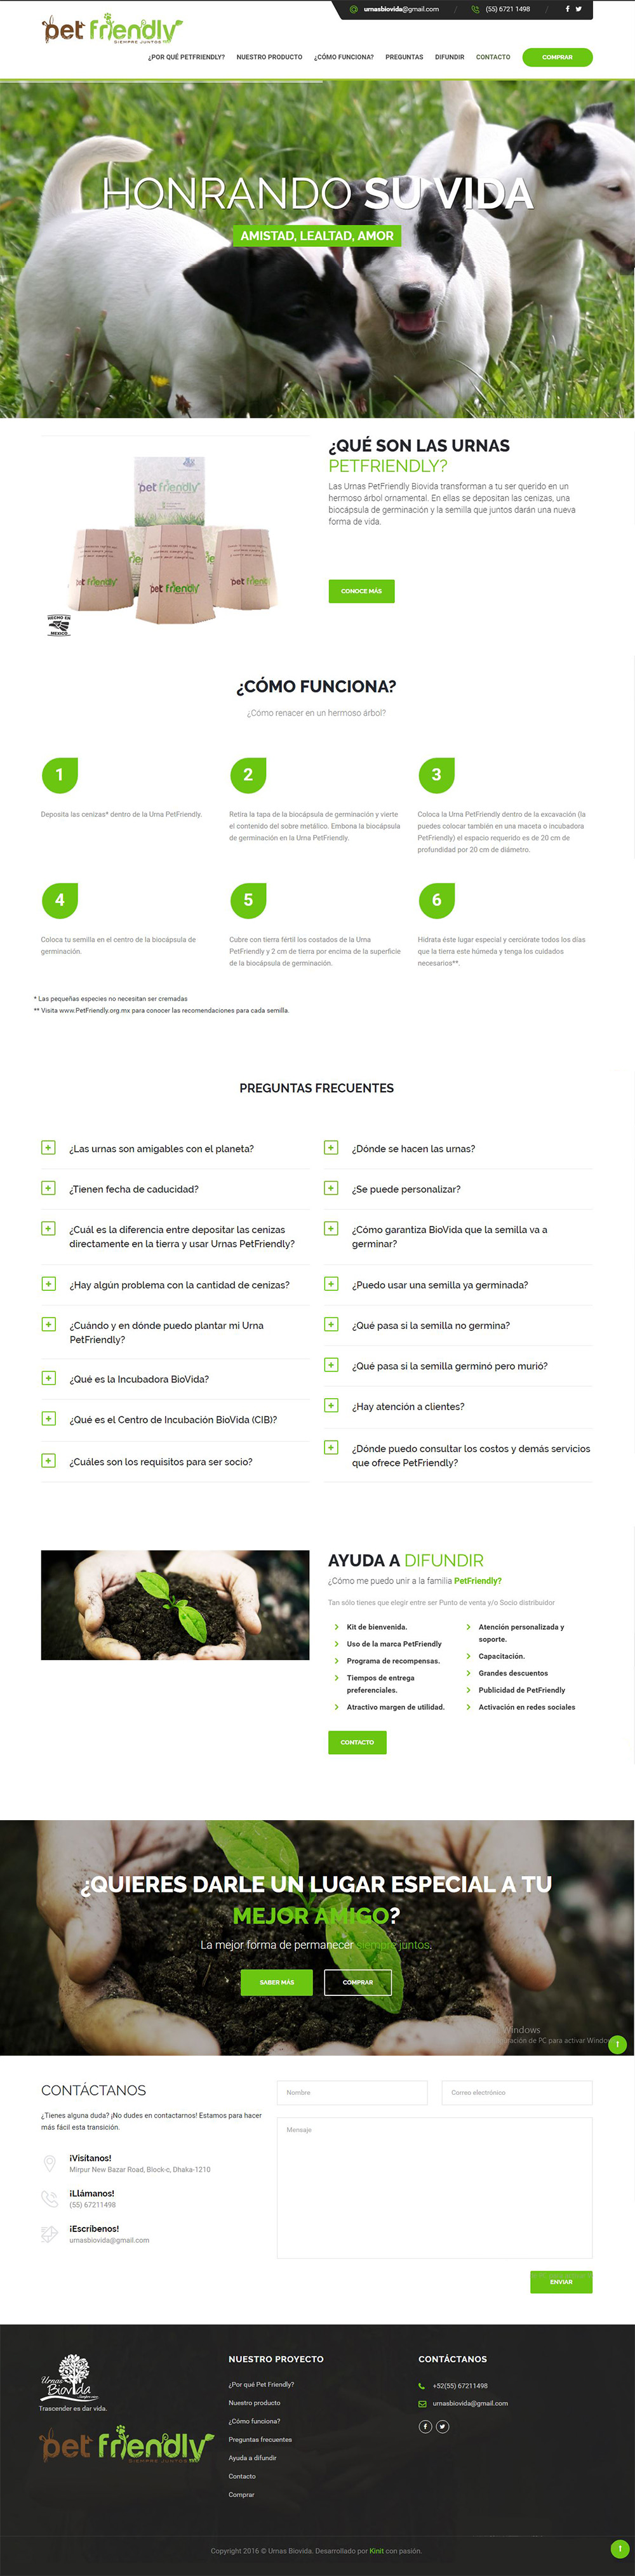 urnasbiovida@gmail.com / (55) 6721 1498 /
pet friendly
SIEMPRE JUNTOS
¿POR QUÉ PETFRIENDLY? NUESTRO PRODUCTO ¿CÓMO FUNCIONA? PREGUNTAS DIFUNDIR CONTACTO COMPRAR
HONRANDO SU VIDA
AMISTAD, LEALTAD, AMOR
pet friendly
pet friendly
pet friendly
HECHO EN
MEXICO
¿QUÉ SON LAS URNAS
PETFRIENDLY?
Las Urnas PetFriendly Biovida transforman a tu ser querido en un
hermoso árbol ornamental. En ellas se depositan las cenizas, una
biocápsula de germinación y la semilla que juntos darán una nueva
forma de vida.
CONOCE MÁS
¿CÓMO FUNCIONA?
¿Cómo renacer en un hermoso árbol?
1
Deposita las cenizas* dentro de la Urna PetFriendly.
2
Retira la tapa de la biocápsula de germinación y vierte
el contenido del sobre metálico. Embona la biocápsula
de germinación en la Urna PetFriendly.
3
Coloca la Urna PetFriendly dentro de la excavación (la
puedes colocar también en una maceta o incubadora
PetFriendly) el espacio requerido es de 20 cm de
profundidad por 20 cm de diámetro.
4
Coloca tu semilla en el centro de la biocápsula de
germinación.
5
Cubre con tierra fértil los costados de la Urna
PetFriendly y 2 cm de tierra por encima de la superficie
de la biocápsula de germinación.
6
Hidrata éste lugar especial y cerciórate todos los días
que la tierra este húmeda y tenga los cuidados
necesarios**.
* Las pequeñas especies no necesitan ser cremadas
** Visita www.PetFriendly.org.mx para conocer las recomendaciones para cada semilla.
PREGUNTAS FRECUENTES
¿Las urnas son amigables con el planeta?
¿Tienen fecha de caducidad?
¿Cuál es la diferencia entre depositar las cenizas
directamente en la tierra y usar Urnas PetFriendly?
¿Hay algún problema con la cantidad de cenizas?
¿Cuándo y en dónde puedo plantar mi Urna
PetFriendly?
¿Qué es la Incubadora BioVida?
¿Qué es el Centro de Incubación BioVida (CIB)?
¿Cuáles son los requisitos para ser socio?
¿Dónde se hacen las urnas?
¿Se puede personalizar?
¿Cómo garantiza BioVida que la semilla va a
germinar?
¿Puedo usar una semilla ya germinada?
¿Qué pasa si la semilla no germina?
¿Qué pasa si la semilla germinó pero murió?
¿Hay atención a clientes?
¿Dónde puedo consultar los costos y demás servicios
que ofrece PetFriendly?
AYUDA A DIFUNDIR
¿Cómo me puedo unir a la familia PetFriendly?
Tan sólo tienes que elegir entre ser Punto de venta y/o Socio distribuidor
Kit de bienvenida.
Uso de la marca PetFriendly
Programa de recompensas.
Tiempos de entrega
preferenciales.
Atractivo margen de utilidad.
Atención personalizada y
soporte.
Capacitación.
Grandes descuentos
Publicidad de PetFriendly
Activación en redes sociales
CONTACTO
¿QUIERES DARLE UN LUGAR ESPECIAL A TU
MEJOR AMIGO?
La mejor forma de permanecer siempre juntos.
SABER MÁS COMPRAR
Windows
ración de PC para activar Window
CONTÁCTANOS
¿Tienes alguna duda? ¡No dudes en contactarnos! Estamos para hacer
más fácil esta transición.
¡Visítanos!
Mirpur New Bazar Road, Block-c, Dhaka-1210
¡Llámanos!
(55) 67211498
¡Escríbenos!
urnasbiovida@gmail.com
Nombre
Correo electrónico
Mensaje
ENVIAR
Urnas
BioVida
Trascender es dar vida.
pet friendly
SIEMPRE JUNTOS
NUESTRO PROYECTO
¿Por qué Pet Friendly?
Nuestro producto
¿Cómo funciona?
Preguntas frecuentes
Ayuda a difundir
Contacto
Comprar
CONTÁCTANOS
+52(55) 67211498
urnasbiovida@gmail.com
Copyright 2016 © Urnas Biovida. Desarrollado por Kinit con pasión.